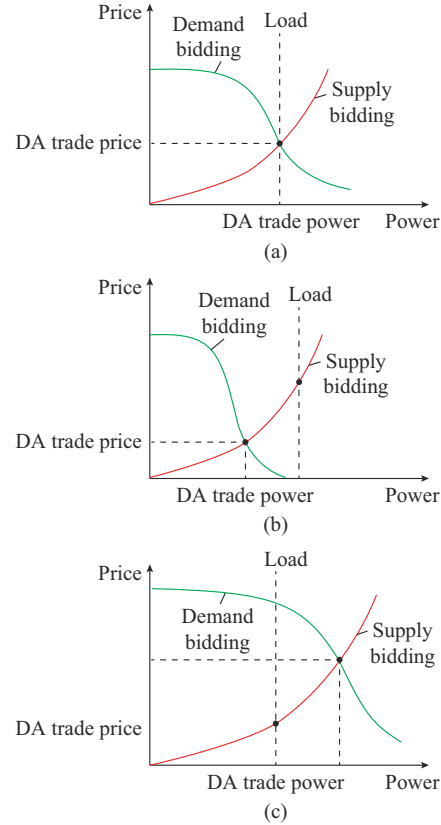 Price
Load
Demand
bidding
Supply
bidding
DA trade price
DA trade power
Power
(a)
Price
Load
Demand
bidding
Supply
bidding
DA trade price
DA trade power
Power
(b)
Load
Price
Demand
bidding
Supply
bidding
DA trade price
DA trade power
Power
(c)